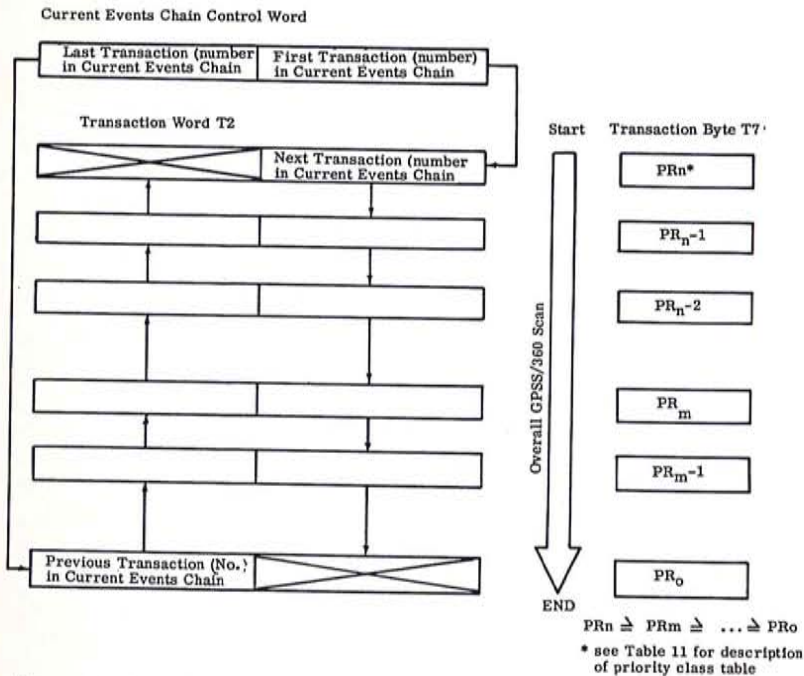 Current Events Chain Control Word
Last Transaction (number
in Current Events Chain
First Transaction (number)
in Current Events Chain
Transaction Word T2
Start
Transaction Byte T7
Next Transaction (number
in Current Events Chain
PRn*
PRn-1
PRn-2
Overall GPSS/360 Scan
PRm
PRm-1
Previous Transaction (No.)
in Current Events Chain
PRo
END
PRn ≧ PRm ≧ ... ≧ PRo
* see Table 11 for description
of priority class table